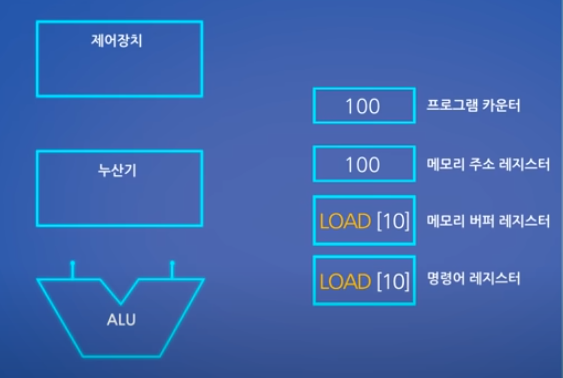 제어장치
누산기
ALU
100 프로그램 카운터
100 메모리 주소 레지스터
LOAD [10] 메모리 버퍼 레지스터
LOAD [10] 명령어 레지스터